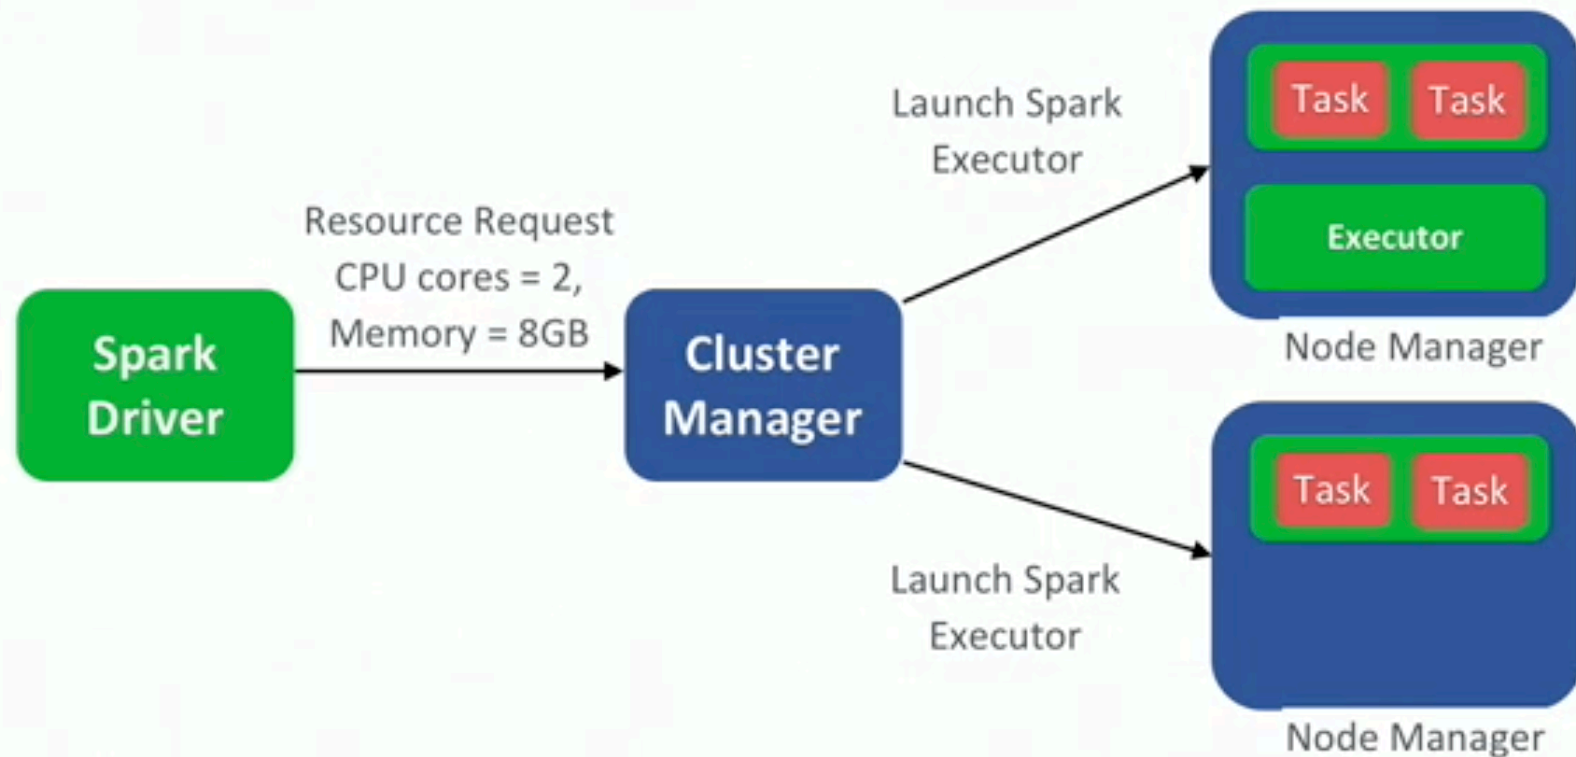 Spark
Driver
Resource Request
CPU cores = 2,
Memory = 8GB
Cluster
Manager
Launch Spark
Executor
Task Task
Executor
Node Manager
Launch Spark
Executor
Task Task
Node Manager